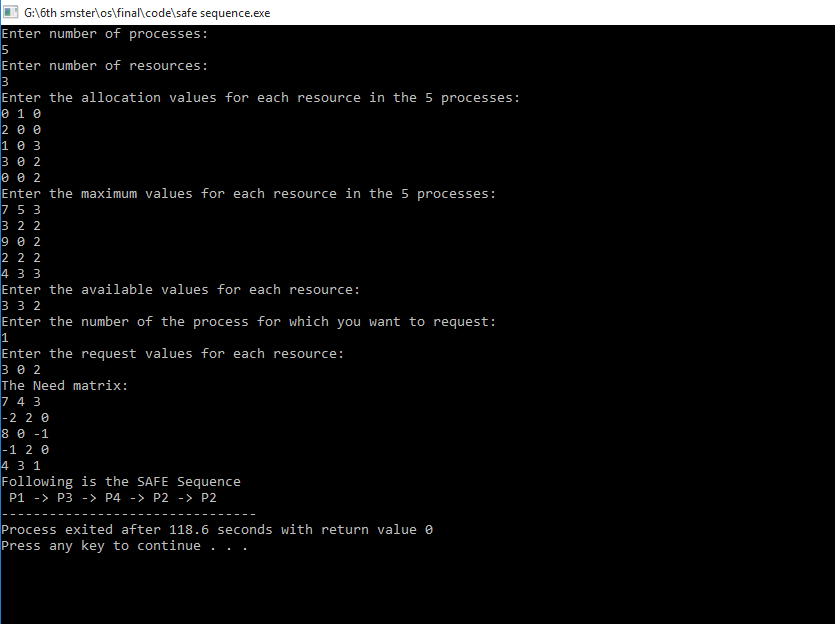 G:\6th smster\os\final\code\safe sequence.exe
Enter number of processes:
5
Enter number of resources:
3
Enter the allocation values for each resource in the 5 processes:
0 1 0
2 0 0
1 0 3
3 0 2
0 0 2
Enter the maximum values for each resource in the 5 processes:
7 5 3
3 2 2
9 0 2
2 2 2
4 3 3
Enter the available values for each resource:
3 3 2
Enter the number of the process for which you want to request:
1
Enter the request values for each resource:
3 0 2
The Need matrix:
7 4 3
-2 2 0
8 0 -1
-1 2 0
4 3 1
Following is the SAFE Sequence
 P1 -> P3 -> P4 -> P2 -> P2
--------------------------------
Process exited after 118.6 seconds with return value 0
Press any key to continue . . .